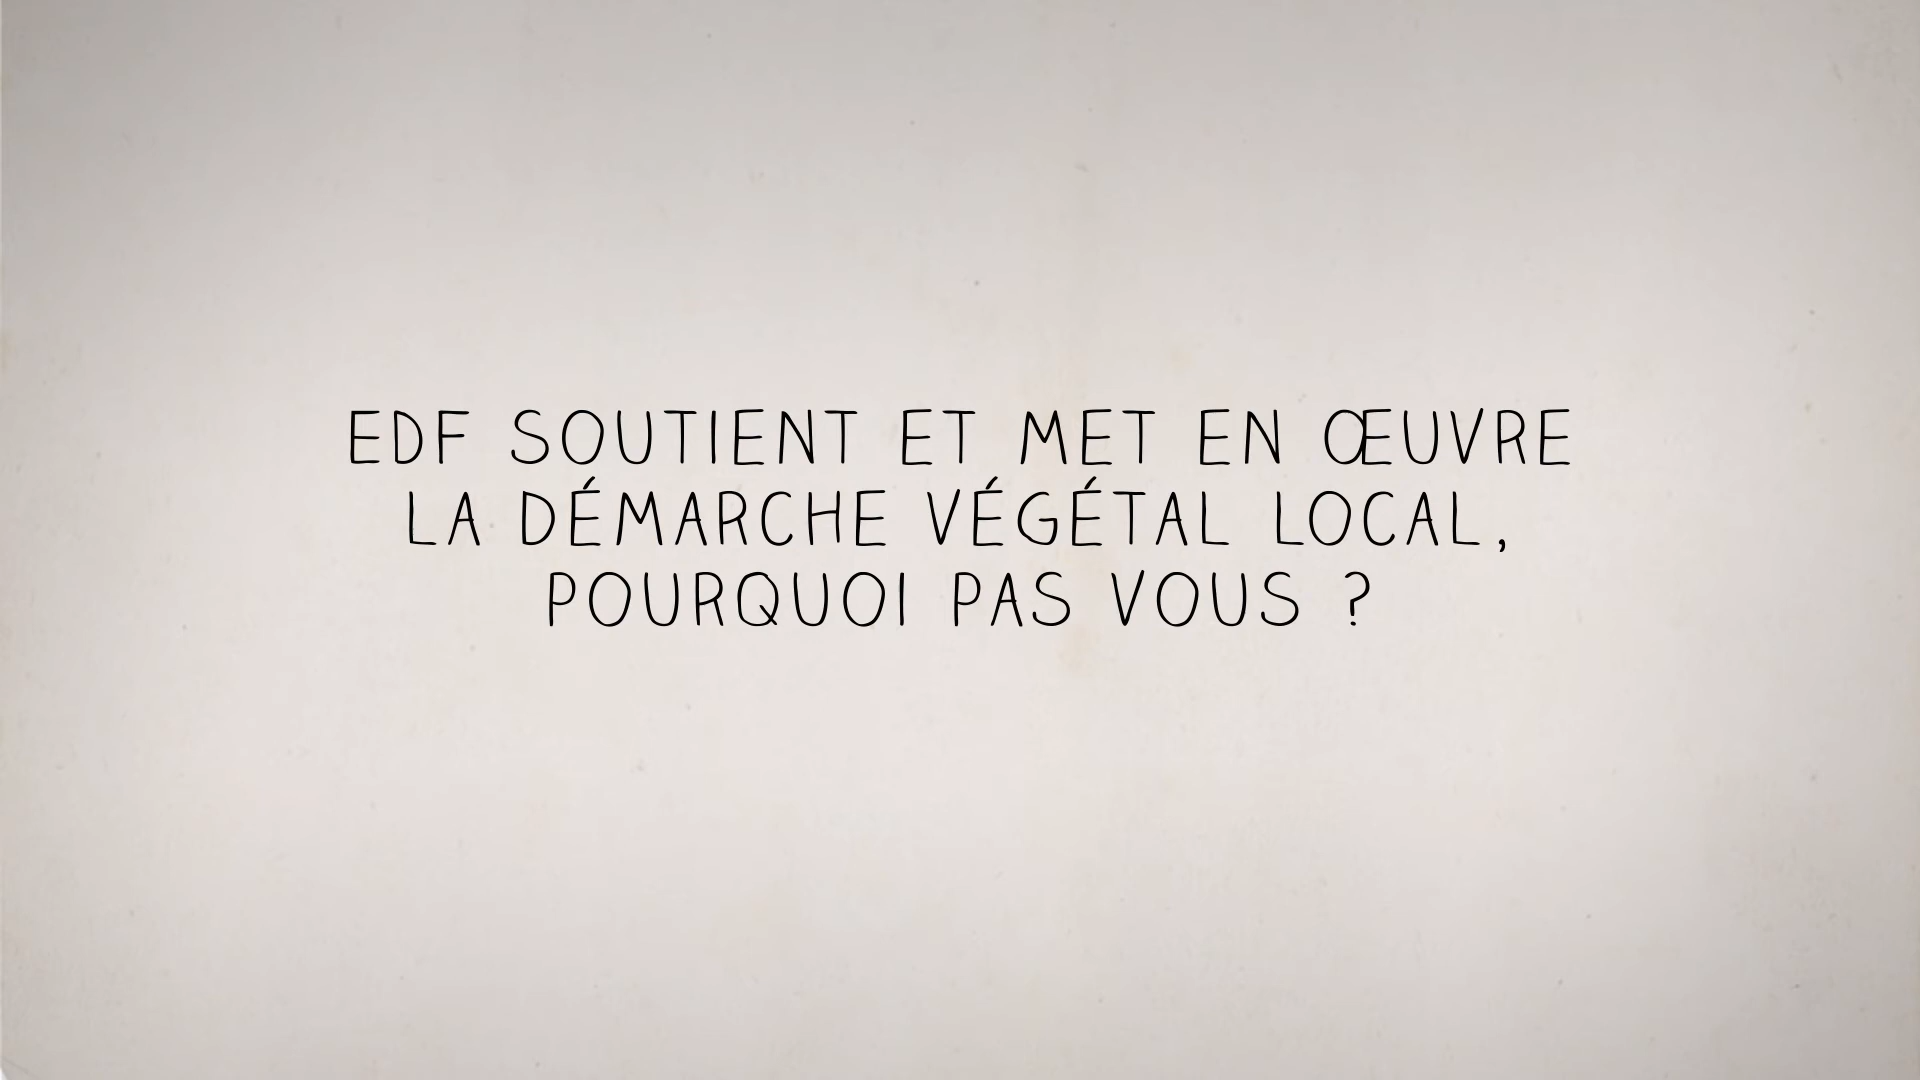 EDF SOUTIENT ET MET EN ŒUVRE
LA DÉMARCHE VÉGÉTAL LOCAL,
POURQUOI PAS VOUS ?